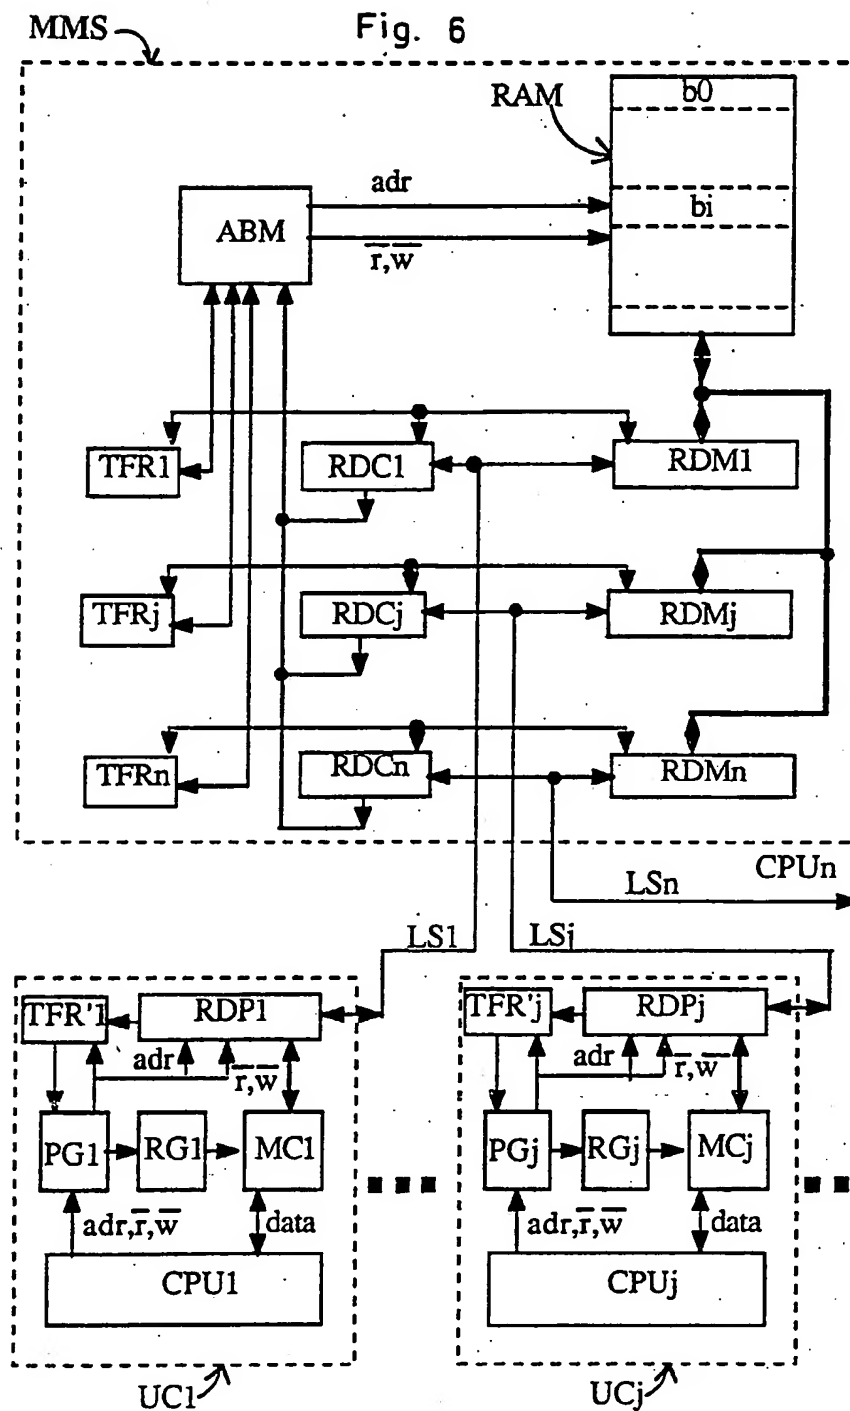 MMS
Fig. 6
RAM
b0
adr
bi
ABM
r̅,w̅
TFR1
RDC1
RDM1
TFRj
RDCj
RDMj
TFRn
RDCn
RDMn
CPUn
LSn
LS1
LSj
TFR'1
RDP1
adr
r̅,w̅
PG1
RG1
MC1
adr,r̅,w̅
data
CPU1
UC1
TFR'j
RDPj
adr
r̅,w̅
PGj
RGj
MCj
adr,r̅,w̅
data
CPUj
UCj